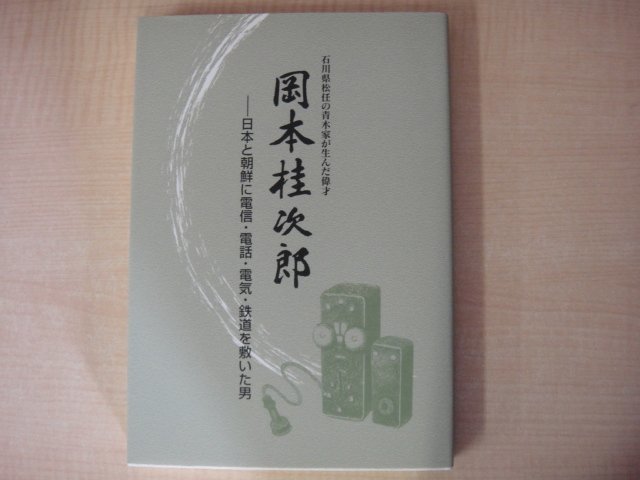 石川県松任の青木家が生んだ偉才
岡本桂次郎
──日本と朝鮮に電信・電話・電気・鉄道を敷いた男